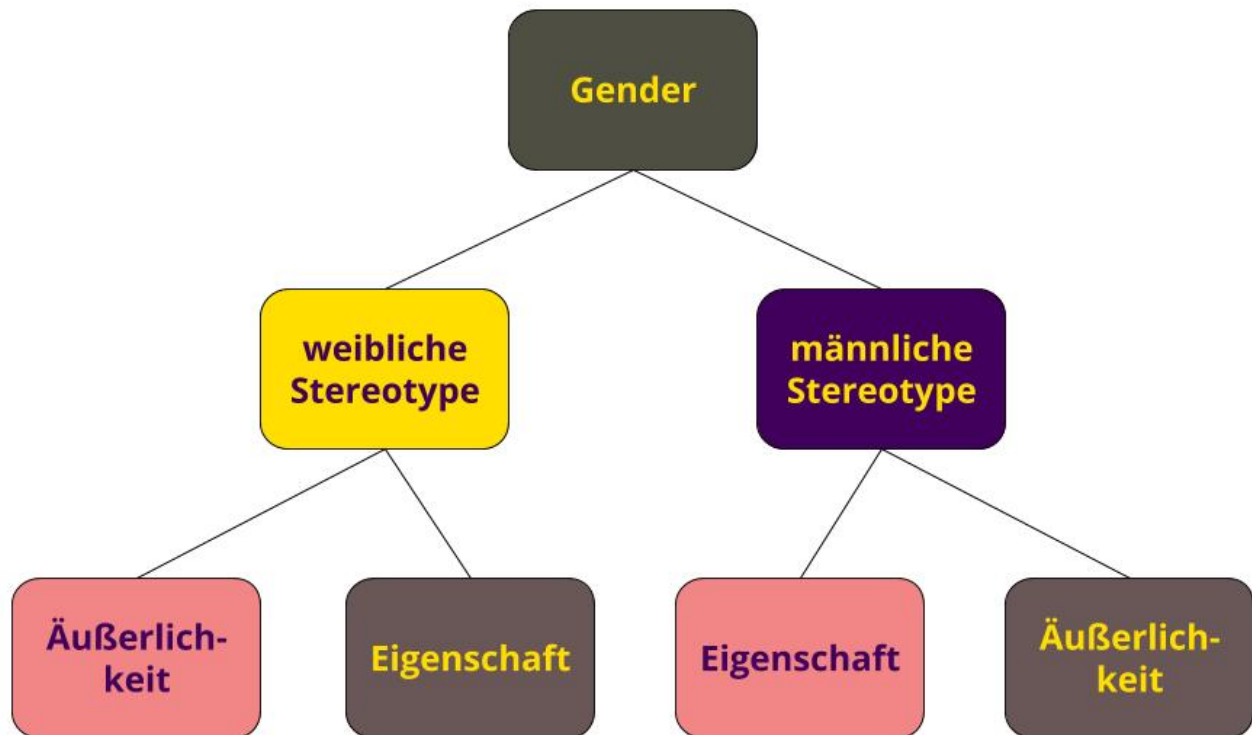 Gender
weibliche
Stereotype
männliche
Stereotype
Äußerlich-
keit
Eigenschaft
Eigenschaft
Äußerlich-
keit